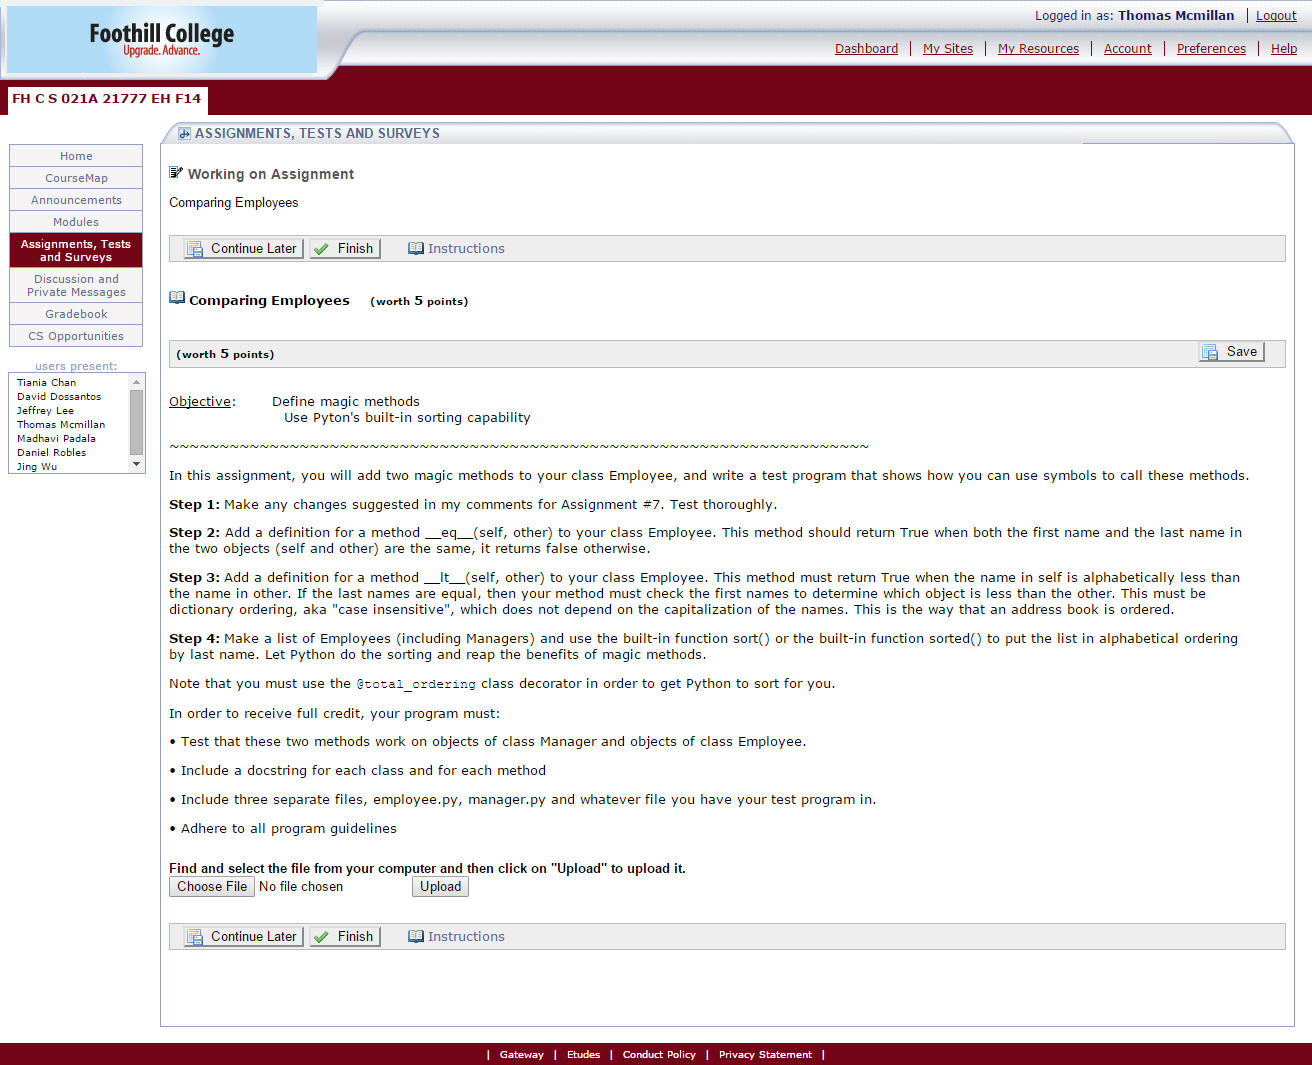 Foothill College
Upgrade. Advance.
Logged in as: Thomas Mcmillan | Logout
Dashboard | My Sites | My Resources | Account | Preferences | Help
FH C S 021A 21777 EH F14
Home
CourseMap
Announcements
Modules
Assignments, Tests
and Surveys
Discussion and
Private Messages
Gradebook
CS Opportunities
users present:
Tiania Chan
David Dossantos
Jeffrey Lee
Thomas Mcmillan
Madhavi Padala
Daniel Robles
Jing Wu
ASSIGNMENTS, TESTS AND SURVEYS
Working on Assignment
Comparing Employees
Continue Later Finish Instructions
Comparing Employees (worth 5 points)
(worth 5 points) Save
Objective: Define magic methods
Use Pyton's built-in sorting capability
~~~~~~~~~~~~~~~~~~~~~~~~~~~~~~~~~~~~~~~~~~~~~~~~~~~~~~~~~~~~~~~~~~~~~~
In this assignment, you will add two magic methods to your class Employee, and write a test program that shows how you can use symbols to call these methods.
Step 1: Make any changes suggested in my comments for Assignment #7. Test thoroughly.
Step 2: Add a definition for a method __eq__(self, other) to your class Employee. This method should return True when both the first name and the last name in
the two objects (self and other) are the same, it returns false otherwise.
Step 3: Add a definition for a method __lt__(self, other) to your class Employee. This method must return True when the name in self is alphabetically less than
the name in other. If the last names are equal, then your method must check the first names to determine which object is less than the other. This must be
dictionary ordering, aka "case insensitive", which does not depend on the capitalization of the names. This is the way that an address book is ordered.
Step 4: Make a list of Employees (including Managers) and use the built-in function sort() or the built-in function sorted() to put the list in alphabetical ordering
by last name. Let Python do the sorting and reap the benefits of magic methods.
Note that you must use the @total_ordering class decorator in order to get Python to sort for you.
In order to receive full credit, your program must:
• Test that these two methods work on objects of class Manager and objects of class Employee.
• Include a docstring for each class and for each method
• Include three separate files, employee.py, manager.py and whatever file you have your test program in.
• Adhere to all program guidelines
Find and select the file from your computer and then click on "Upload" to upload it.
Choose File No file chosen Upload
Continue Later Finish Instructions
| Gateway | Etudes | Conduct Policy | Privacy Statement |